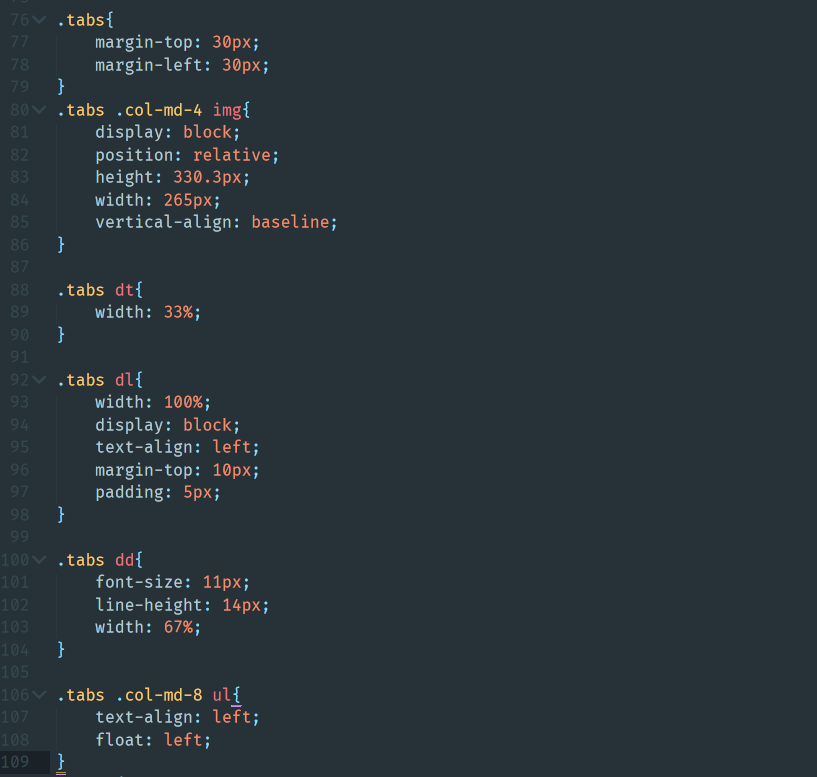 76 .tabs{
77 margin-top: 30px;
78 margin-left: 30px;
79 }
80 .tabs .col-md-4 img{
81 display: block;
82 position: relative;
83 height: 330.3px;
84 width: 265px;
85 vertical-align: baseline;
86 }
87
88 .tabs dt{
89 width: 33%;
90 }
91
92 .tabs dl{
93 width: 100%;
94 display: block;
95 text-align: left;
96 margin-top: 10px;
97 padding: 5px;
98 }
99
100 .tabs dd{
101 font-size: 11px;
102 line-height: 14px;
103 width: 67%;
104 }
105
106 .tabs .col-md-8 ul{
107 text-align: left;
108 float: left;
109 }